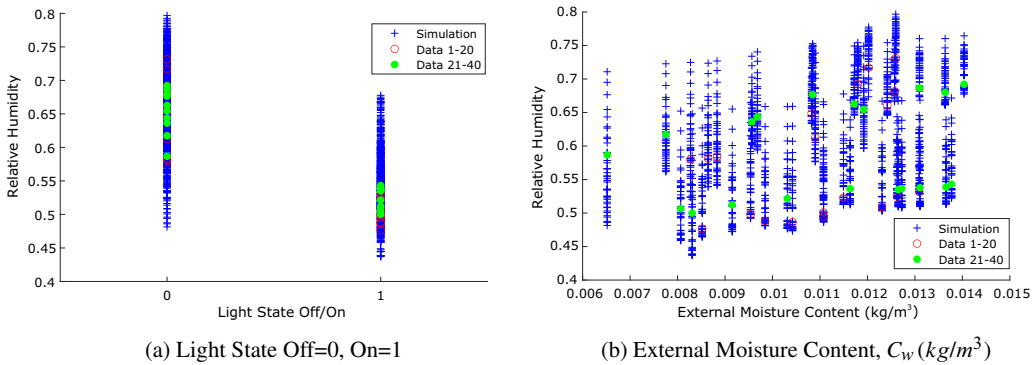 0.8
0.7
0.65
0.6
0.55
0.5
0.45
0.4
Relative Humidity
(a)
Simulation
Data 1-20
Data 21-40
0
1
Light State Off/On
(a) Light State Off=0, On=1
0.8
0.7
0.65
0.6
0.55
0.5
0.45
0.4
Relative Humidity
(b)
Simulation
Data 1-20
Data 21-40
0.006
0.007
0.008
0.009
0.01
0.011
0.012
0.013
0.014
0.015
External Moisture Content (kg/m³)
(b) External Moisture Content, C_w (kg/m³)